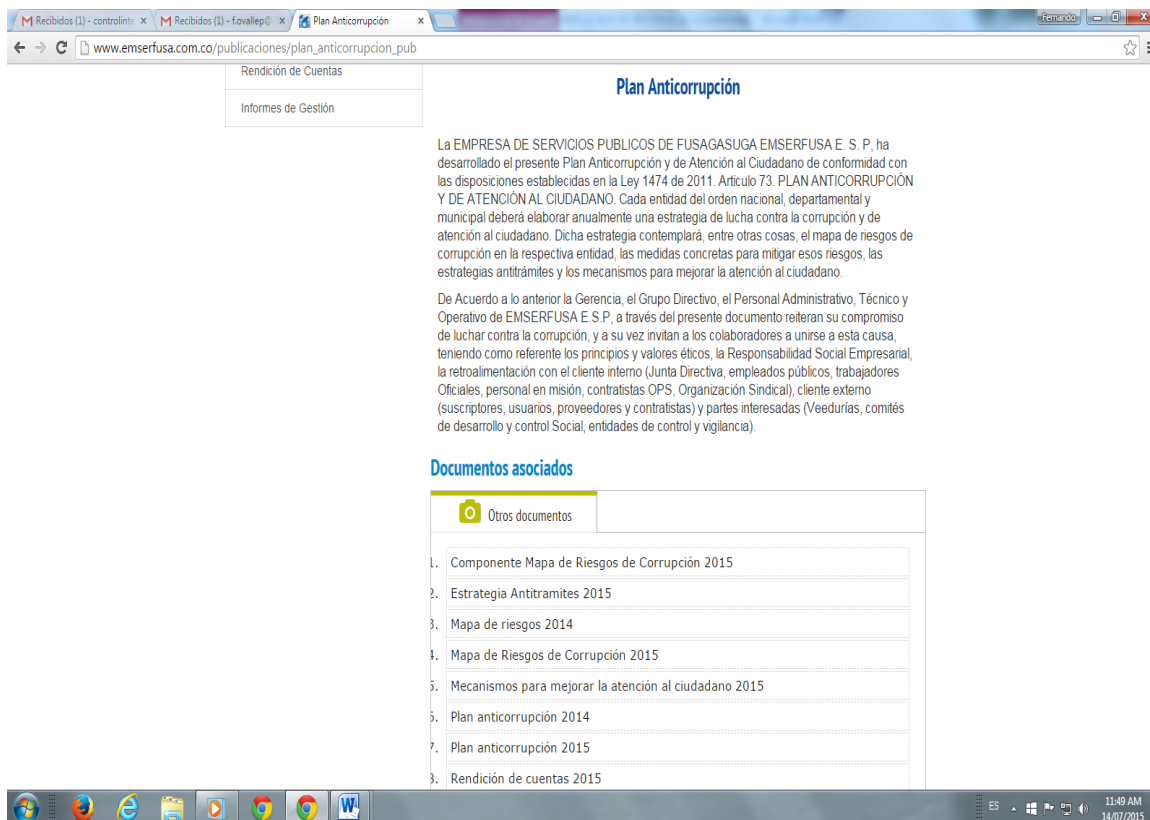 Recibidos (1) - controlinte
Recibidos (1) - f.ovallep@
Plan Anticorrupción
Fernando
www.emserfusa.com.co/publicaciones/plan_anticorrupcion_pub
Rendición de Cuentas
Informes de Gestión
Plan Anticorrupción
La EMPRESA DE SERVICIOS PUBLICOS DE FUSAGASUGA EMSERFUSA E. S. P, ha
desarrollado el presente Plan Anticorrupción y de Atención al Ciudadano de conformidad con
las disposiciones establecidas en la Ley 1474 de 2011. Articulo 73. PLAN ANTICORRUPCIÓN
Y DE ATENCIÓN AL CIUDADANO. Cada entidad del orden nacional, departamental y
municipal deberá elaborar anualmente una estrategia de lucha contra la corrupción y de
atención al ciudadano. Dicha estrategia contemplará, entre otras cosas, el mapa de riesgos de
corrupción en la respectiva entidad, las medidas concretas para mitigar esos riesgos, las
estrategias antitrámites y los mecanismos para mejorar la atención al ciudadano.
De Acuerdo a lo anterior la Gerencia, el Grupo Directivo, el Personal Administrativo, Técnico y
Operativo de EMSERFUSA E.S.P, a través del presente documento reiteran su compromiso
de luchar contra la corrupción, y a su vez invitan a los colaboradores a unirse a esta causa,
teniendo como referente los principios y valores éticos, la Responsabilidad Social Empresarial,
la retroalimentación con el cliente interno (Junta Directiva, empleados públicos, trabajadores
Oficiales, personal en misión, contratistas OPS, Organización Sindical), cliente externo
(suscriptores, usuarios, proveedores y contratistas) y partes interesadas (Veedurías, comités
de desarrollo y control Social, entidades de control y vigilancia).
Documentos asociados
Otros documentos
1. Componente Mapa de Riesgos de Corrupción 2015
2. Estrategia Antitramites 2015
3. Mapa de riesgos 2014
4. Mapa de Riesgos de Corrupción 2015
5. Mecanismos para mejorar la atención al ciudadano 2015
6. Plan anticorrupción 2014
7. Plan anticorrupción 2015
8. Rendición de cuentas 2015
ES
11:49 AM
14/07/2015